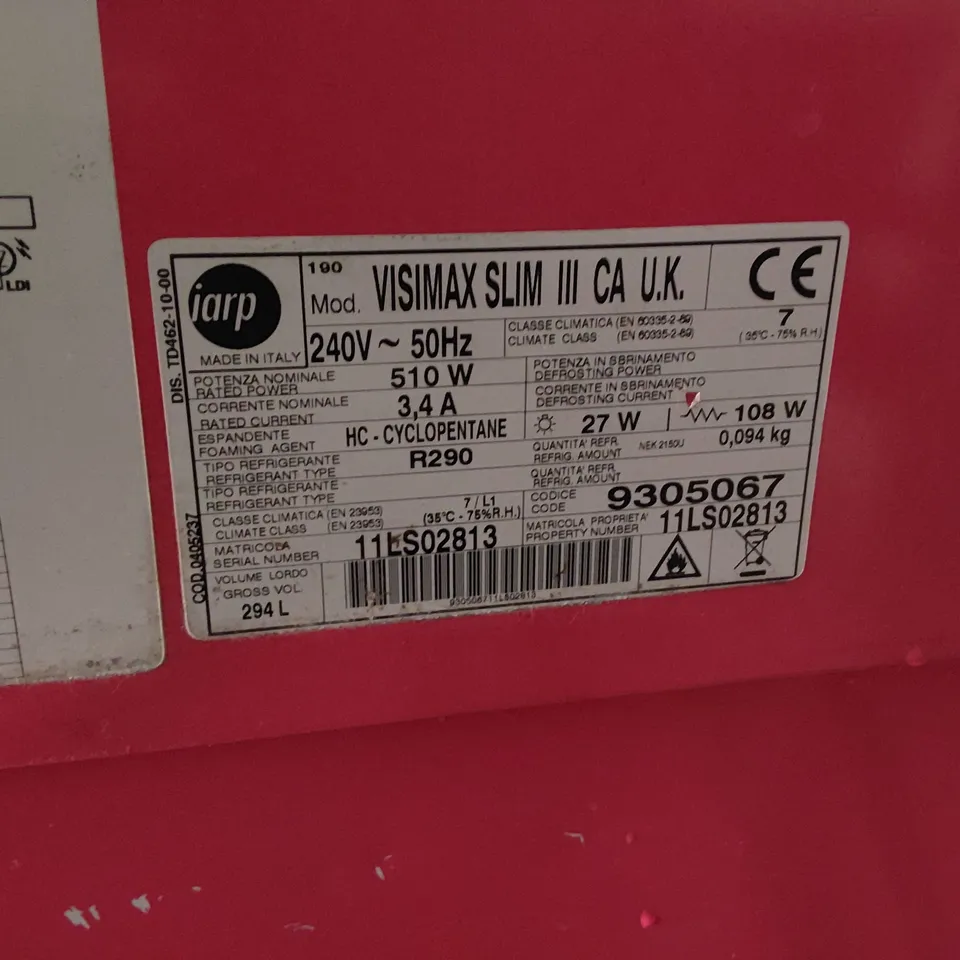 LDI
DIS. TD462-10-00
COD.0405237
iarp
MADE IN ITALY
190
Mod. VISIMAX SLIM III CA U.K.
CE
240V ~ 50Hz
CLASSE CLIMATICA (EN 60335-2-89)
CLIMATE CLASS (EN 60335-2-89)
7
(35°C - 75% R.H.)
POTENZA NOMINALE
RATED POWER
510 W
POTENZA IN SBRINAMENTO
DEFROSTING POWER
CORRENTE NOMINALE
RATED CURRENT
3,4 A
CORRENTE IN SBRINAMENTO
DEFROSTING CURRENT
ESPANDENTE
FOAMING AGENT
HC - CYCLOPENTANE
27 W
108 W
TIPO REFRIGERANTE
REFRIGERANT TYPE
R290
QUANTITA' REFR.
REFRIG. AMOUNT
NEK 2150U
0,094 kg
TIPO REFRIGERANTE
REFRIGERANT TYPE
QUANTITA' REFR.
REFRIG. AMOUNT
CLASSE CLIMATICA (EN 23953)
CLIMATE CLASS (EN 23953)
7 / L1
(35°C - 75%R.H.)
CODICE
CODE
9305067
MATRICOLA
SERIAL NUMBER
11LS02813
MATRICOLA PROPRIETA'
PROPERTY NUMBER
11LS02813
VOLUME LORDO
GROSS VOL.
294 L
930506711LS02813